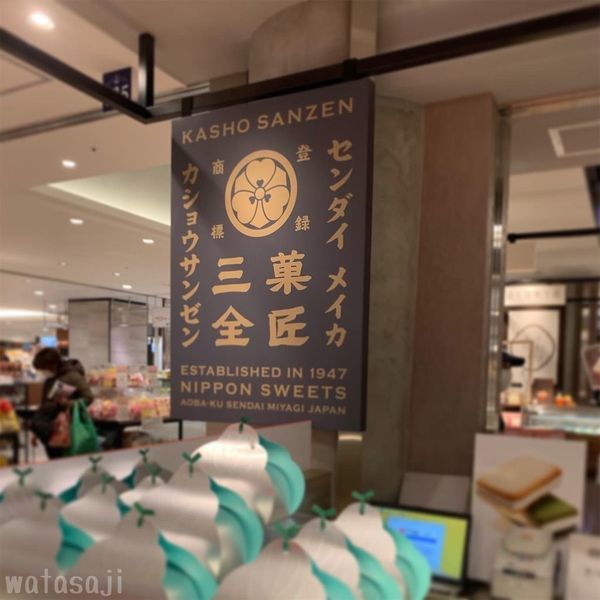 KASHO SANZEN
センダイ メイカ
登録
商標
カショウサンゼン
菓匠
三全
ESTABLISHED IN 1947
NIPPON SWEETS
AOBA-KU SENDAI MIYAGI JAPAN
watasaji